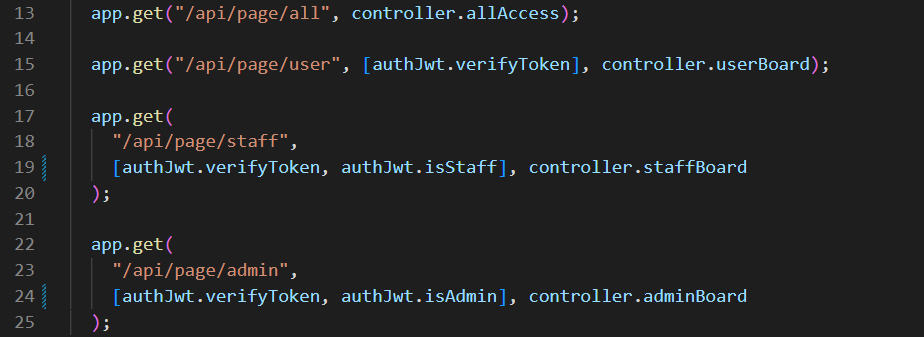 13 app.get("/api/page/all", controller.allAccess);
14
15 app.get("/api/page/user", [authJwt.verifyToken], controller.userBoard);
16
17 app.get(
18 "/api/page/staff",
19 [authJwt.verifyToken, authJwt.isStaff], controller.staffBoard
20 );
21
22 app.get(
23 "/api/page/admin",
24 [authJwt.verifyToken, authJwt.isAdmin], controller.adminBoard
25 );